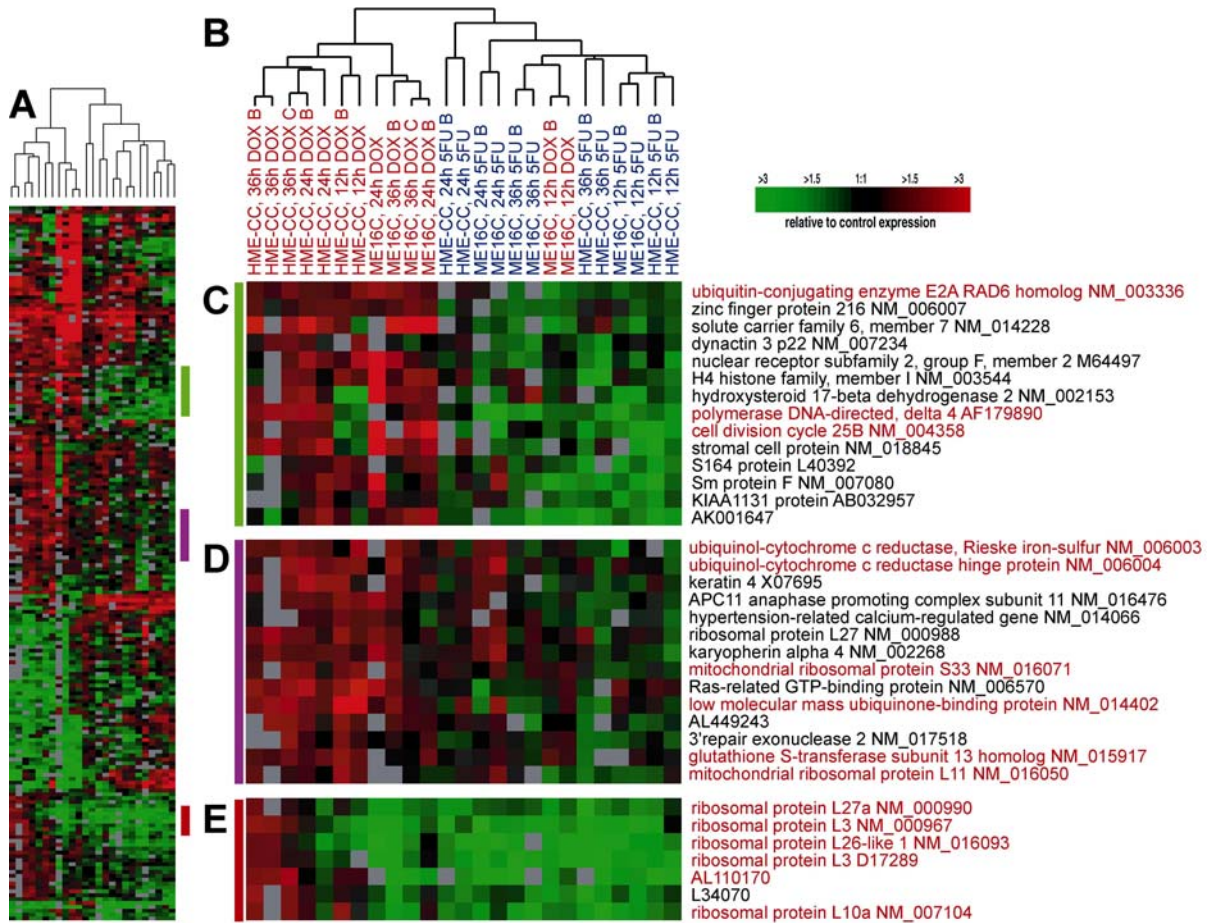 B
A
HME-CC, 36h DOX B
HME-CC, 36h DOX
HME-CC, 36h DOX C
HME-CC, 24h DOX B
HME-CC, 24h DOX
HME-CC, 12h DOX B
HME-CC, 12h DOX
ME16C, 24h DOX
ME16C, 36h DOX B
ME16C, 36h DOX C
ME16C, 24h DOX B
HME-CC, 24h 5FU B
HME-CC, 24h 5FU
ME16C, 24h 5FU B
ME16C, 24h 5FU
ME16C, 36h 5FU B
ME16C, 36h 5FU
ME16C, 12h DOX B
ME16C, 12h DOX
HME-CC, 36h 5FU B
HME-CC, 36h 5FU
ME16C, 12h 5FU B
ME16C, 12h 5FU
HME-CC, 12h 5FU B
HME-CC, 12h 5FU
>3 >1.5 1:1 >1.5 >3
relative to control expression
C
ubiquitin-conjugating enzyme E2A RAD6 homolog NM_003336
zinc finger protein 216 NM_006007
solute carrier family 6, member 7 NM_014228
dynactin 3 p22 NM_007234
nuclear receptor subfamily 2, group F, member 2 M64497
H4 histone family, member I NM_003544
hydroxysteroid 17-beta dehydrogenase 2 NM_002153
polymerase DNA-directed, delta 4 AF179890
cell division cycle 25B NM_004358
stromal cell protein NM_018845
S164 protein L40392
Sm protein F NM_007080
KIAA1131 protein AB032957
AK001647
D
ubiquinol-cytochrome c reductase, Rieske iron-sulfur NM_006003
ubiquinol-cytochrome c reductase hinge protein NM_006004
keratin 4 X07695
APC11 anaphase promoting complex subunit 11 NM_016476
hypertension-related calcium-regulated gene NM_014066
ribosomal protein L27 NM_000988
karyopherin alpha 4 NM_002268
mitochondrial ribosomal protein S33 NM_016071
Ras-related GTP-binding protein NM_006570
low molecular mass ubiquinone-binding protein NM_014402
AL449243
3'repair exonuclease 2 NM_017518
glutathione S-transferase subunit 13 homolog NM_015917
mitochondrial ribosomal protein L11 NM_016050
E
ribosomal protein L27a NM_000990
ribosomal protein L3 NM_000967
ribosomal protein L26-like 1 NM_016093
ribosomal protein L3 D17289
AL110170
L34070
ribosomal protein L10a NM_007104